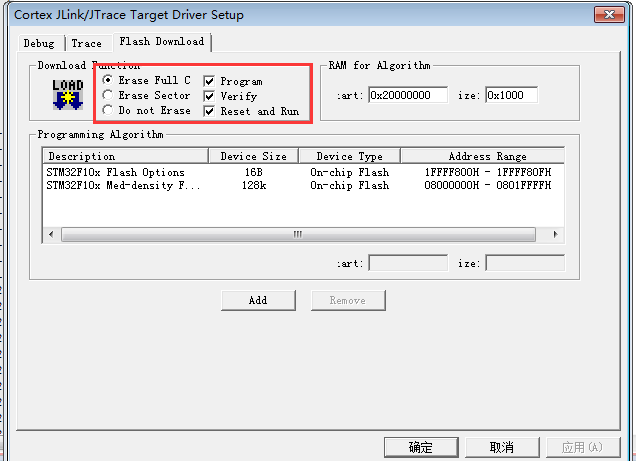 Cortex JLink/JTrace Target Driver Setup
Debug Trace Flash Download
Download Function
LOAD
Erase Full C Program
Erase Sector Verify
Do not Erase Reset and Run
RAM for Algorithm
art: 0x20000000 ize: 0x1000
Programming Algorithm
Description Device Size Device Type Address Range
STM32F10x Flash Options 16B On-chip Flash 1FFFF800H - 1FFFF80FH
STM32F10x Med-density F... 128k On-chip Flash 08000000H - 0801FFFFH
art: ize:
Add Remove
确定 取消 应用(A)